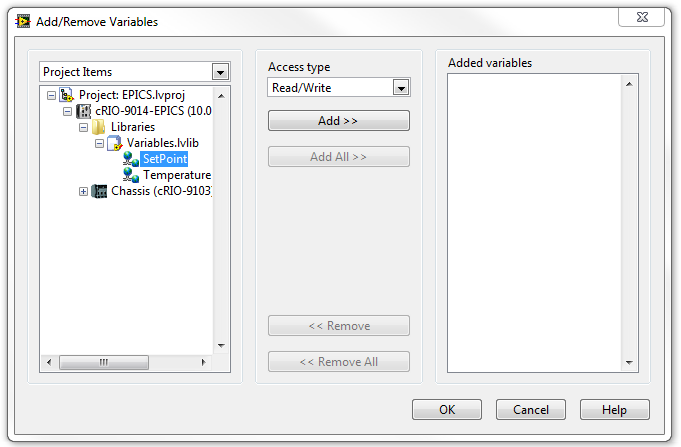 Add/Remove Variables
Project Items
Project: EPICS.lvproj
cRIO-9014-EPICS (10.0
Libraries
Variables.lvlib
SetPoint
Temperature
Chassis (cRIO-9103)
Access type
Read/Write
Add >>
Add All >>
<< Remove
<< Remove All
Added variables
OK
Cancel
Help